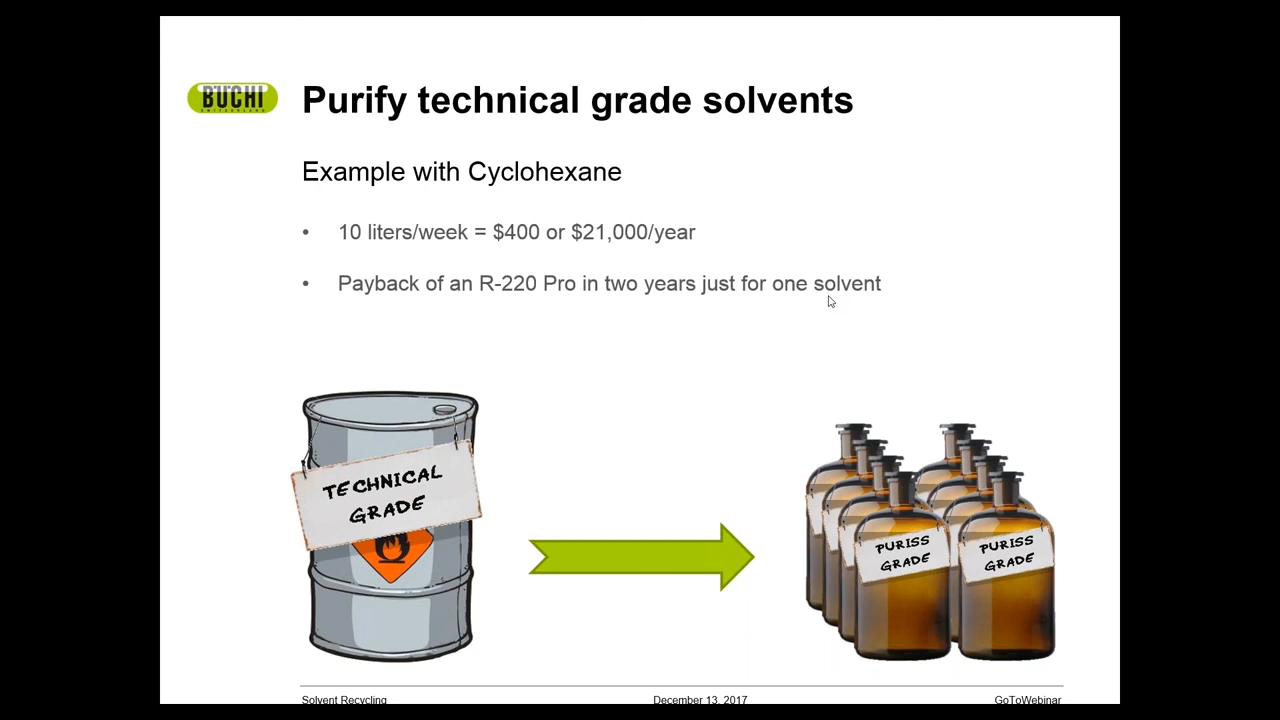 BUCHI
SWITZERLAND
Purify technical grade solvents
Example with Cyclohexane
• 10 liters/week = $400 or $21,000/year
• Payback of an R-220 Pro in two years just for one solvent
TECHNICAL
GRADE
PURISS
GRADE
PURISS
GRADE
Solvent Recycling
December 13, 2017
GoToWebinar